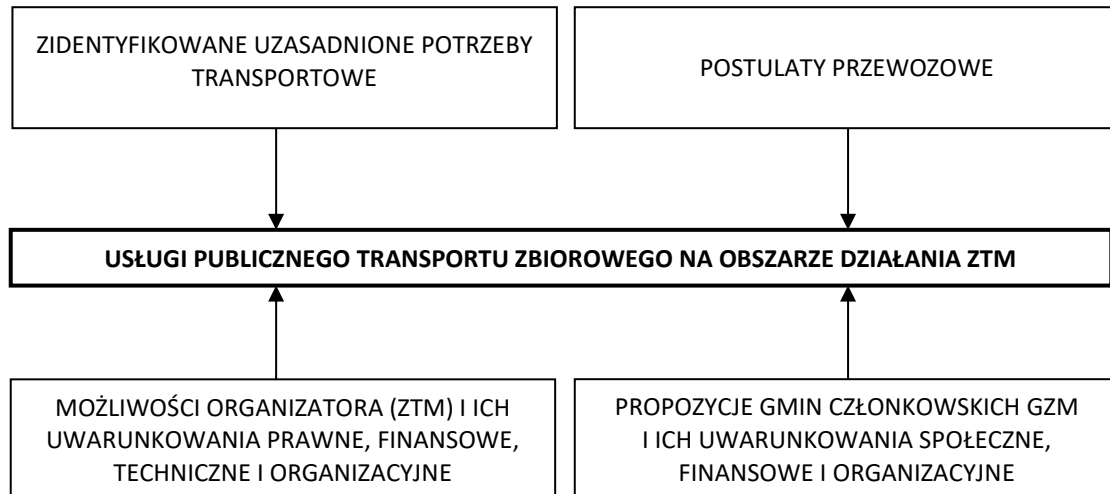 ZIDENTYFIKOWANE UZASADNIONE POTRZEBY
TRANSPORTOWE
POSTULATY PRZEWOZOWE
USŁUGI PUBLICZNEGO TRANSPORTU ZBIOROWEGO NA OBSZARZE DZIAŁANIA ZTM
MOŻLIWOŚCI ORGANIZATORA (ZTM) I ICH
UWARUNKOWANIA PRAWNE, FINANSOWE,
TECHNICZNE I ORGANIZACYJNE
PROPOZYCJE GMIN CZŁONKOWSKICH GZM
I ICH UWARUNKOWANIA SPOŁECZNE,
FINANSOWE I ORGANIZACYJNE